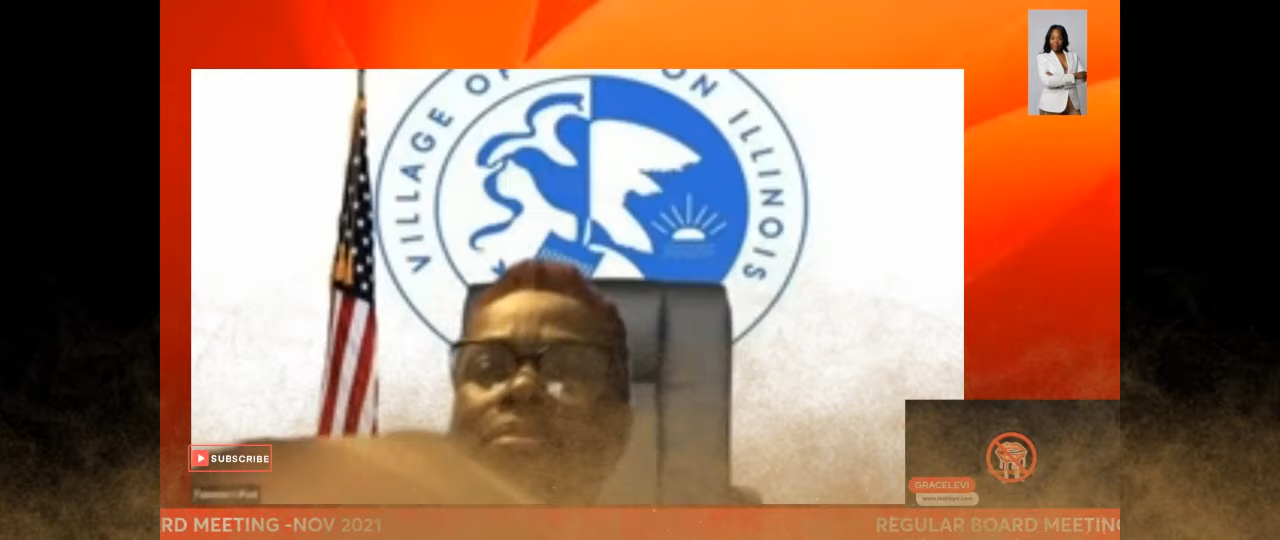 VILLAGE OF
ON ILLINOIS
SUBSCRIBE
GRACELEVI
RD MEETING -NOV 2021
REGULAR BOARD MEETING